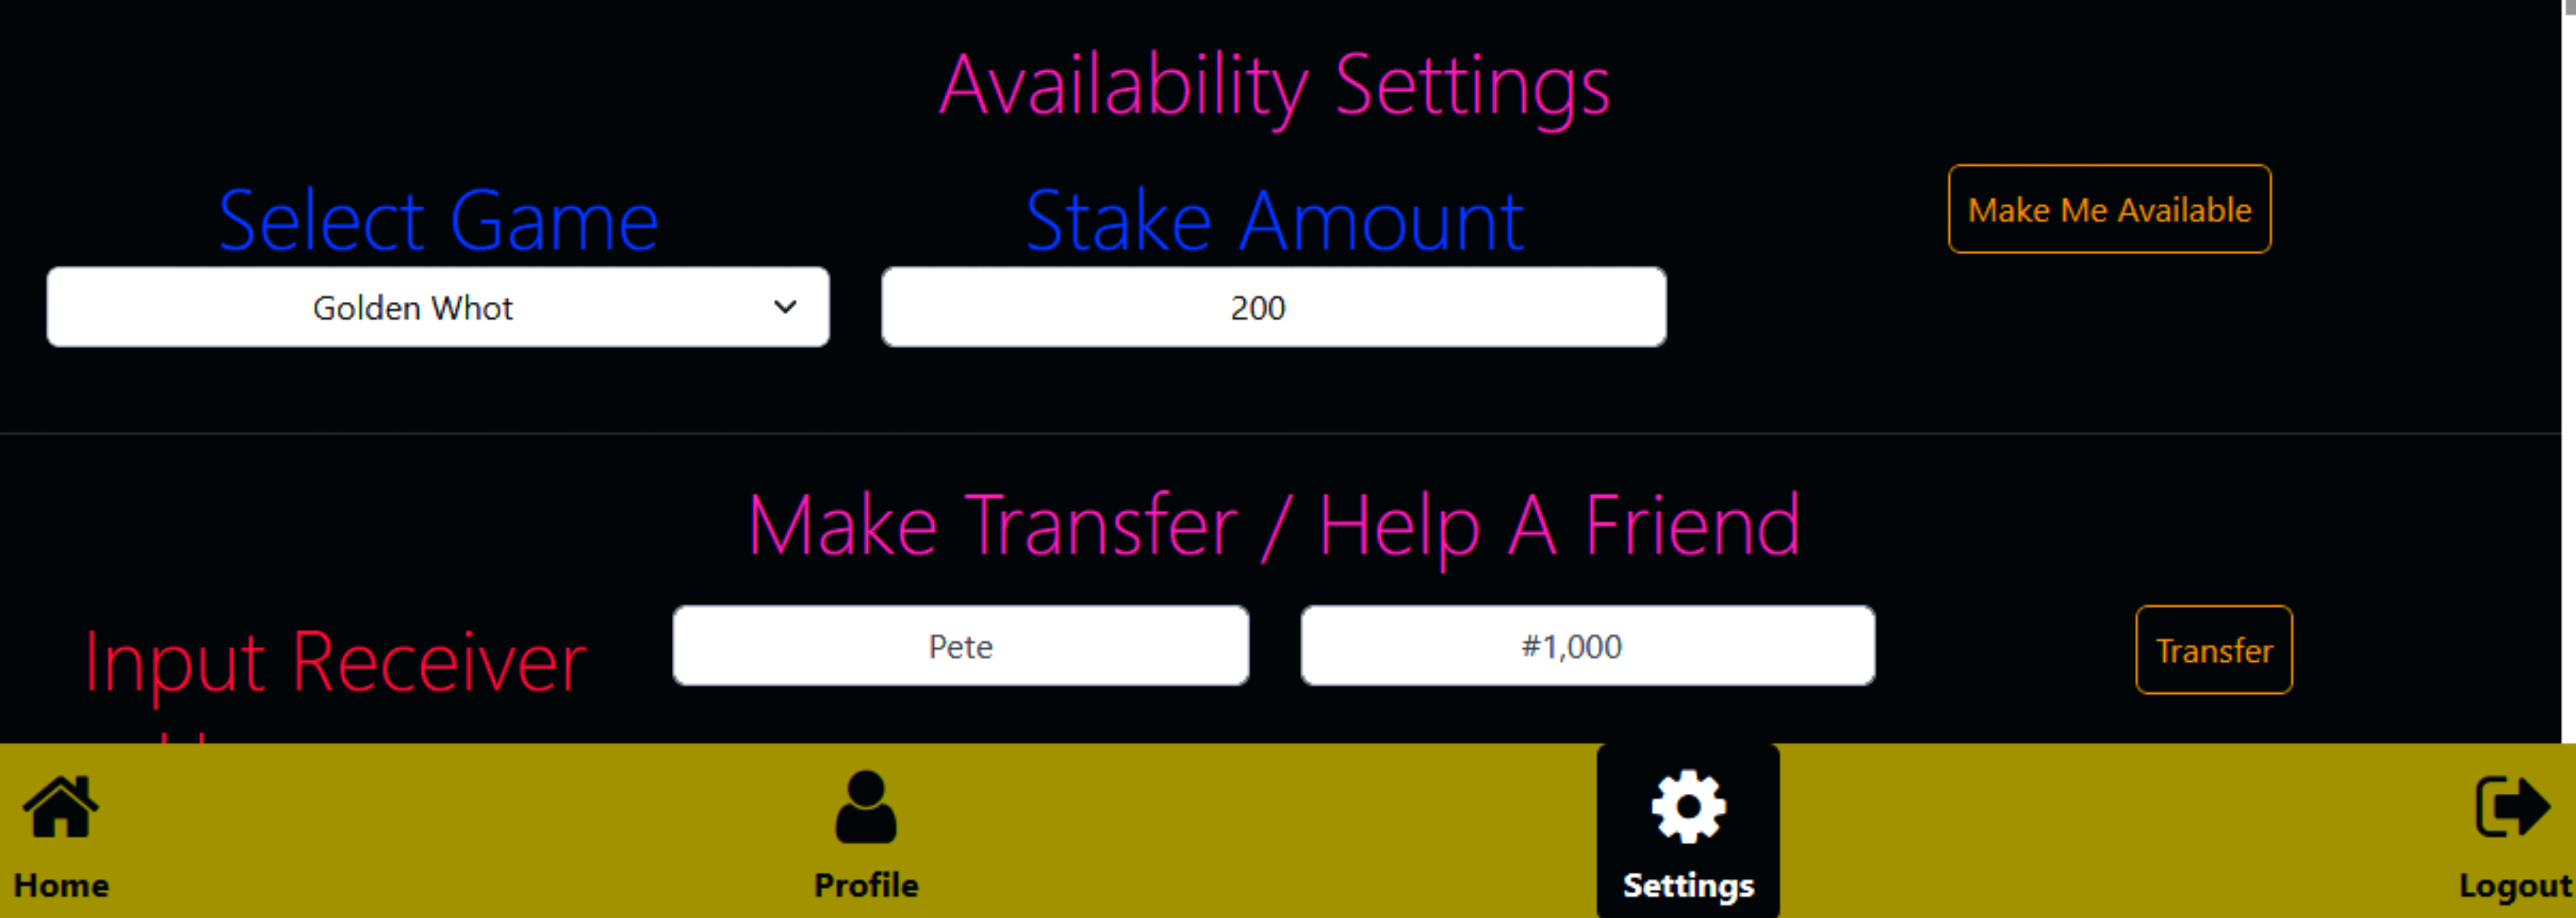 Availability Settings
Select Game
Stake Amount
Make Me Available
Golden Whot
200
Make Transfer / Help A Friend
Input Receiver
Pete
#1,000
Transfer
Home
Profile
Settings
Logout